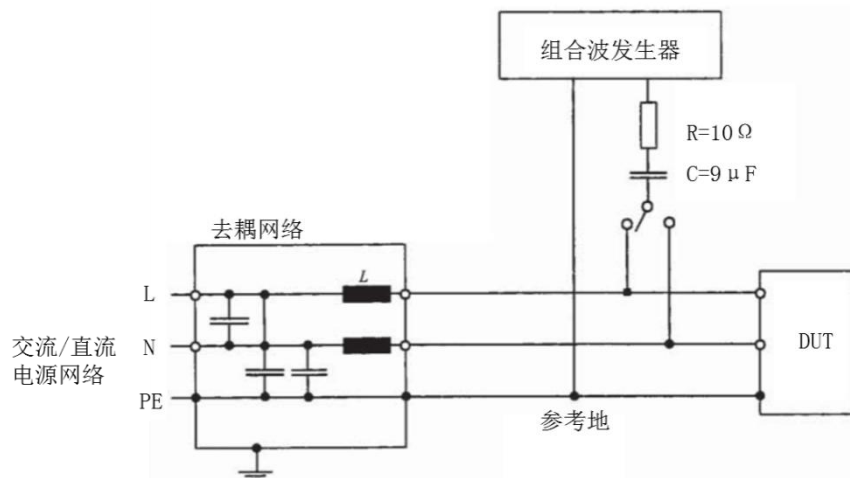 组合波发生器
R=10Ω
C=9μF
去耦网络
L
L
交流/直流
电源网络
N
PE
参考地
DUT